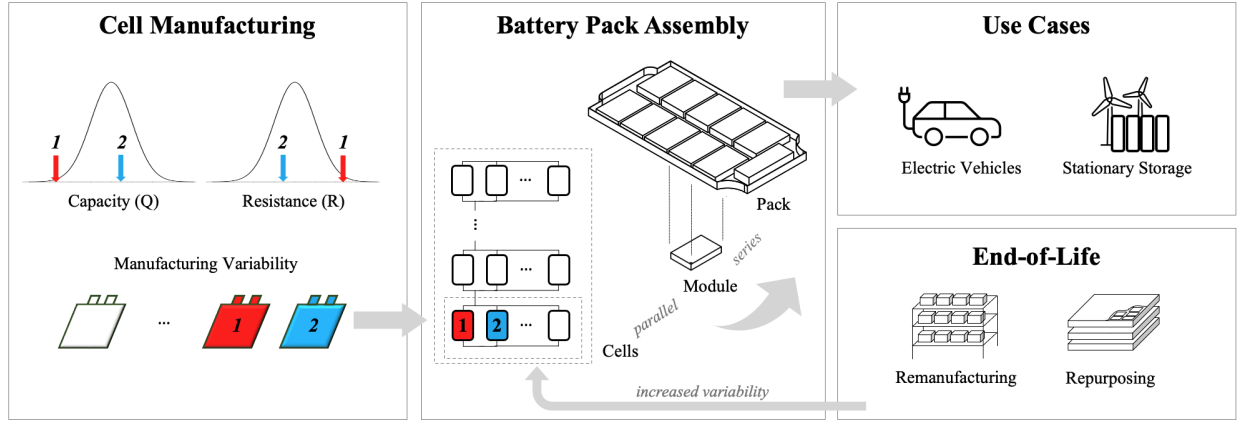 Cell Manufacturing
1
2
2
1
Capacity (Q)
Resistance (R)
Manufacturing Variability
...
1
2
Battery Pack Assembly
...
...
...
1
2
...
Cells
Pack
Module
parallel
series
increased variability
Use Cases
Electric Vehicles
Stationary Storage
End-of-Life
Remanufacturing
Repurposing